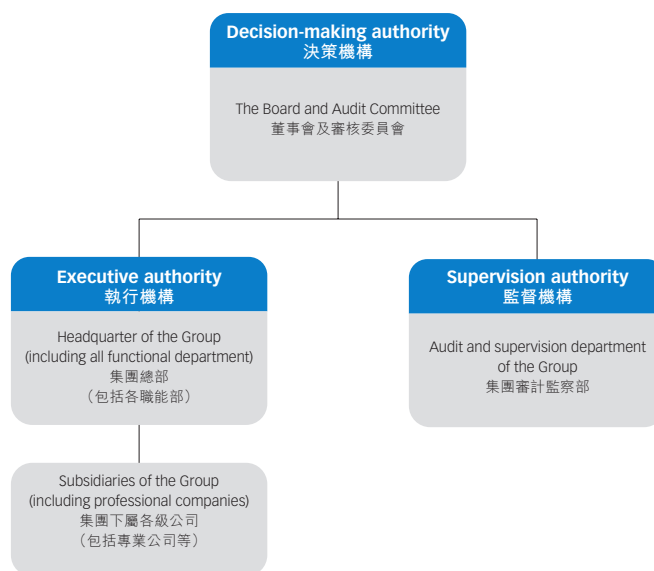 Decision-making authority
決策機構
The Board and Audit Committee
董事會及審核委員會
Executive authority
執行機構
Headquarter of the Group
(including all functional department)
集團總部
（包括各職能部）
Supervision authority
監督機構
Audit and supervision department
of the Group
集團審計監察部
Subsidiaries of the Group
(including professional companies)
集團下屬各級公司
（包括專業公司等）